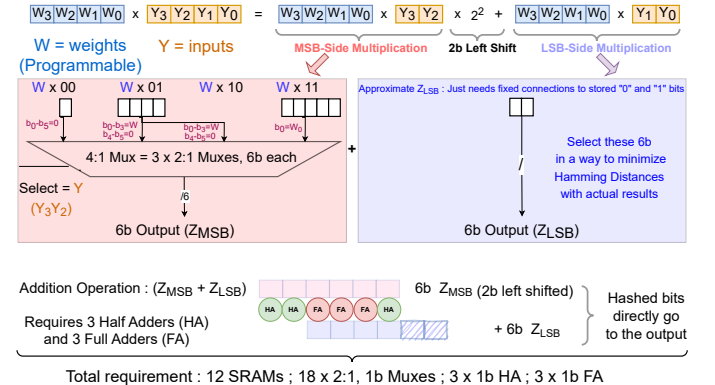 W3 W2 W1 W0 x Y3 Y2 Y1 Y0 = W3 W2 W1 W0 x Y3 Y2 x 2² + W3 W2 W1 W0 x Y1 Y0
W = weights Y = inputs MSB-Side Multiplication 2b Left Shift LSB-Side Multiplication
(Programmable)
W x 00 W x 01 W x 10 W x 11
b0-b5=0 b0-b3=W b0-b3=W b0=W0
b4-b5=0 b4-b5=0
4:1 Mux = 3 x 2:1 Muxes, 6b each
Select = Y
(Y3Y2)
/6
6b Output (ZMSB)
+
Approximate ZLSB : Just needs fixed connections to stored "0" and "1" bits
Select these 6b
in a way to minimize
Hamming Distances
with actual results
/
6b Output (ZLSB)
Addition Operation : (ZMSB + ZLSB) 6b ZMSB (2b left shifted)
HA HA FA FA FA HA
Requires 3 Half Adders (HA)
and 3 Full Adders (FA)
+ 6b ZLSB
Hashed bits
directly go
to the output
Total requirement : 12 SRAMs ; 18 x 2:1, 1b Muxes ; 3 x 1b HA ; 3 x 1b FA